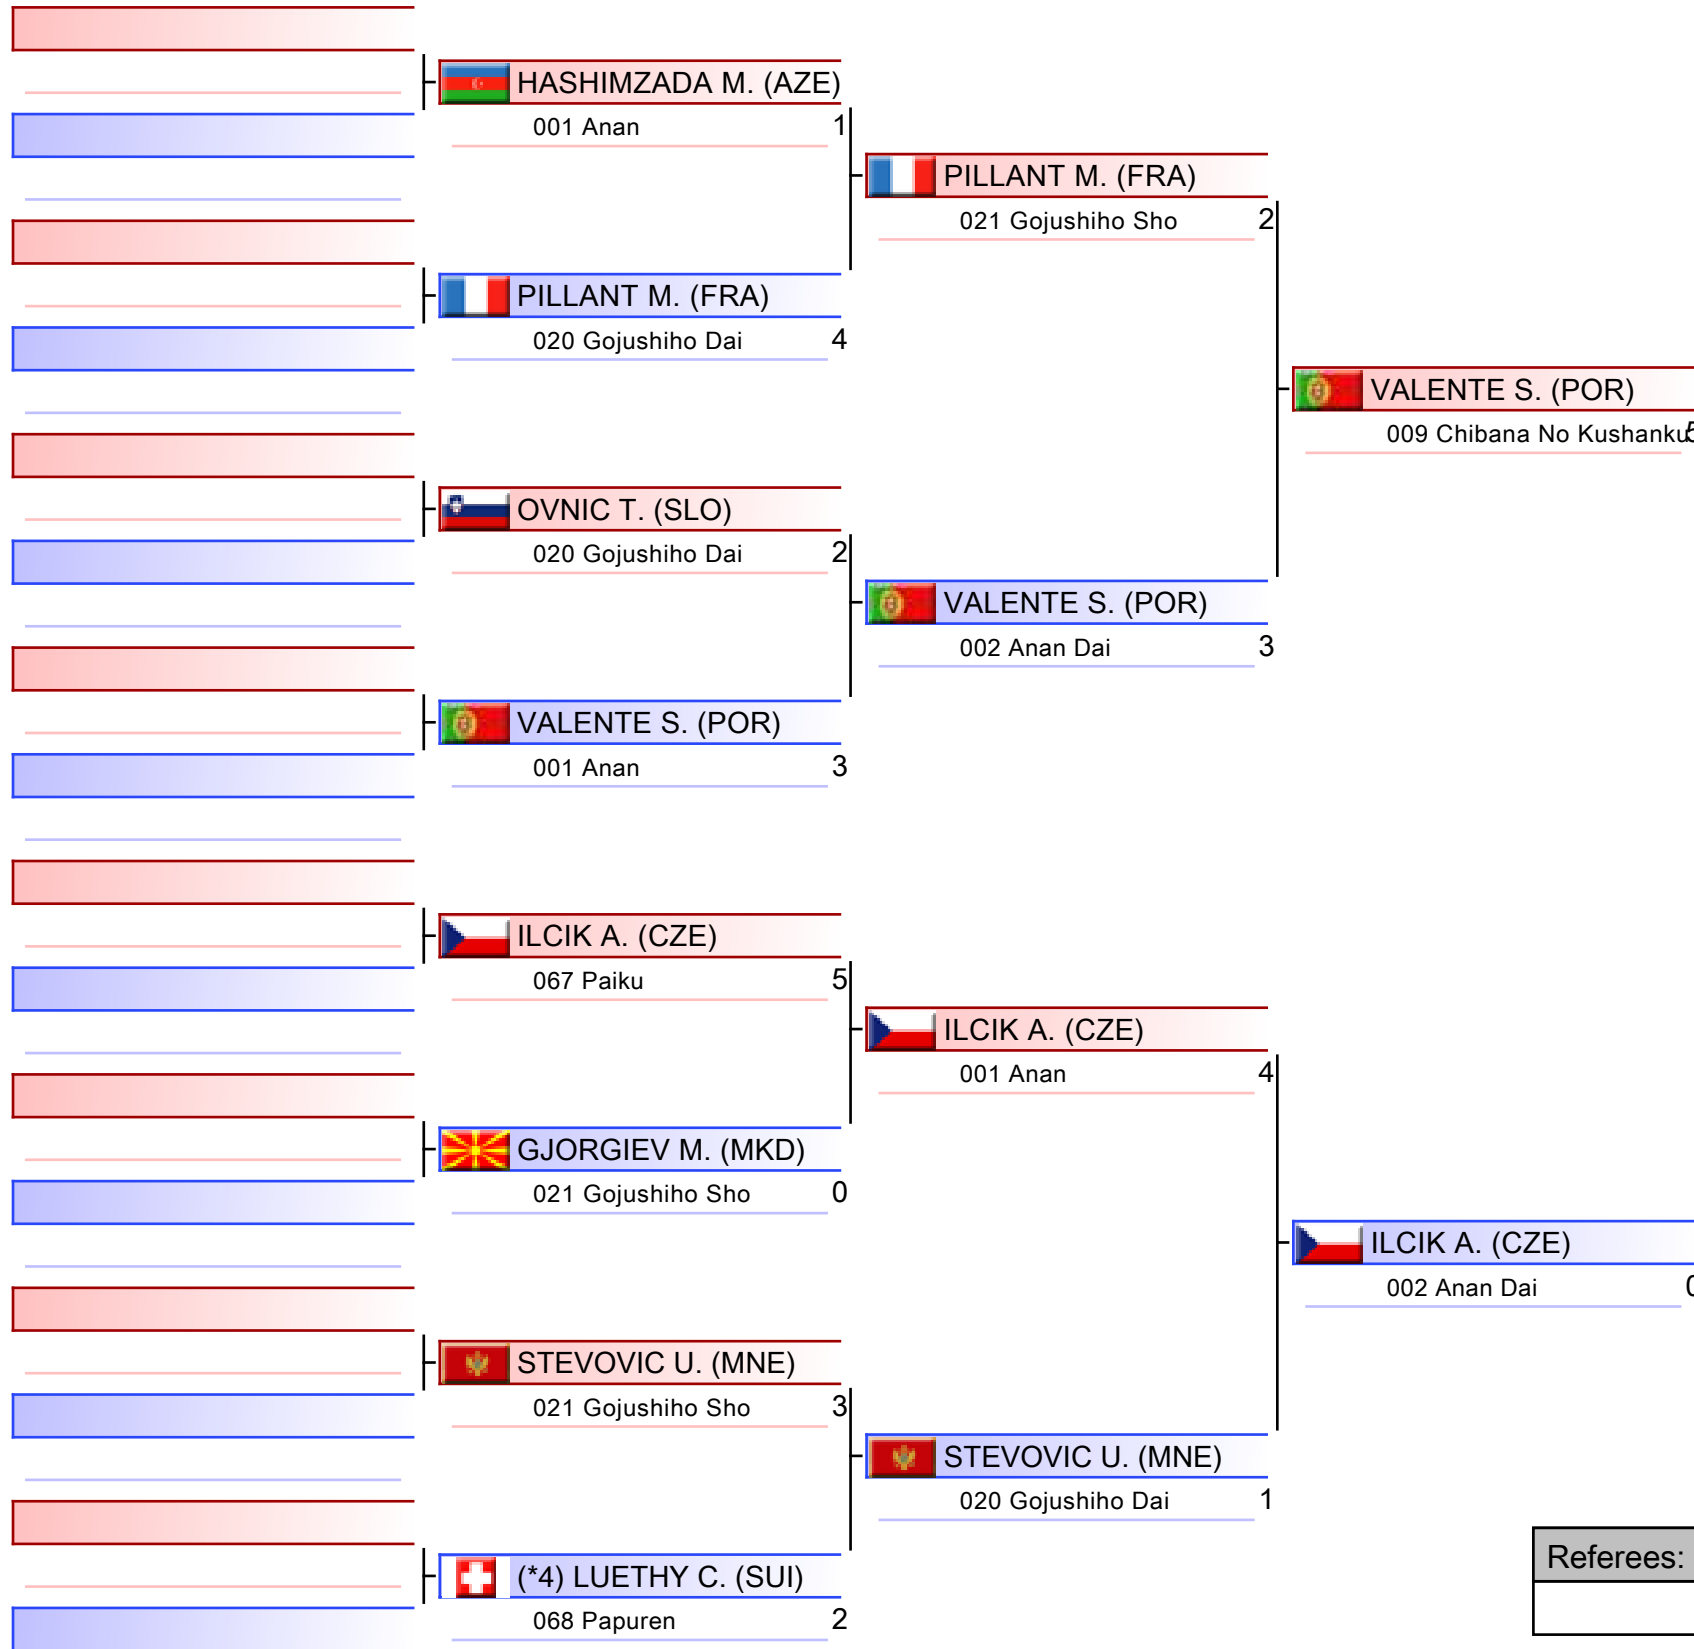 HASHIMZADA M. (AZE)
001 Anan 1
PILLANT M. (FRA)
021 Gojushiho Sho 2
PILLANT M. (FRA)
020 Gojushiho Dai 4
VALENTE S. (POR)
009 Chibana No Kushanku 5
OVNIC T. (SLO)
020 Gojushiho Dai 2
VALENTE S. (POR)
002 Anan Dai 3
VALENTE S. (POR)
001 Anan 3
ILCIK A. (CZE)
067 Paiku 5
ILCIK A. (CZE)
001 Anan 4
GJORGIEV M. (MKD)
021 Gojushiho Sho 0
ILCIK A. (CZE)
002 Anan Dai 0
STEVOVIC U. (MNE)
021 Gojushiho Sho 3
STEVOVIC U. (MNE)
020 Gojushiho Dai 1
(*4) LUETHY C. (SUI)
068 Papuren 2
Referees: